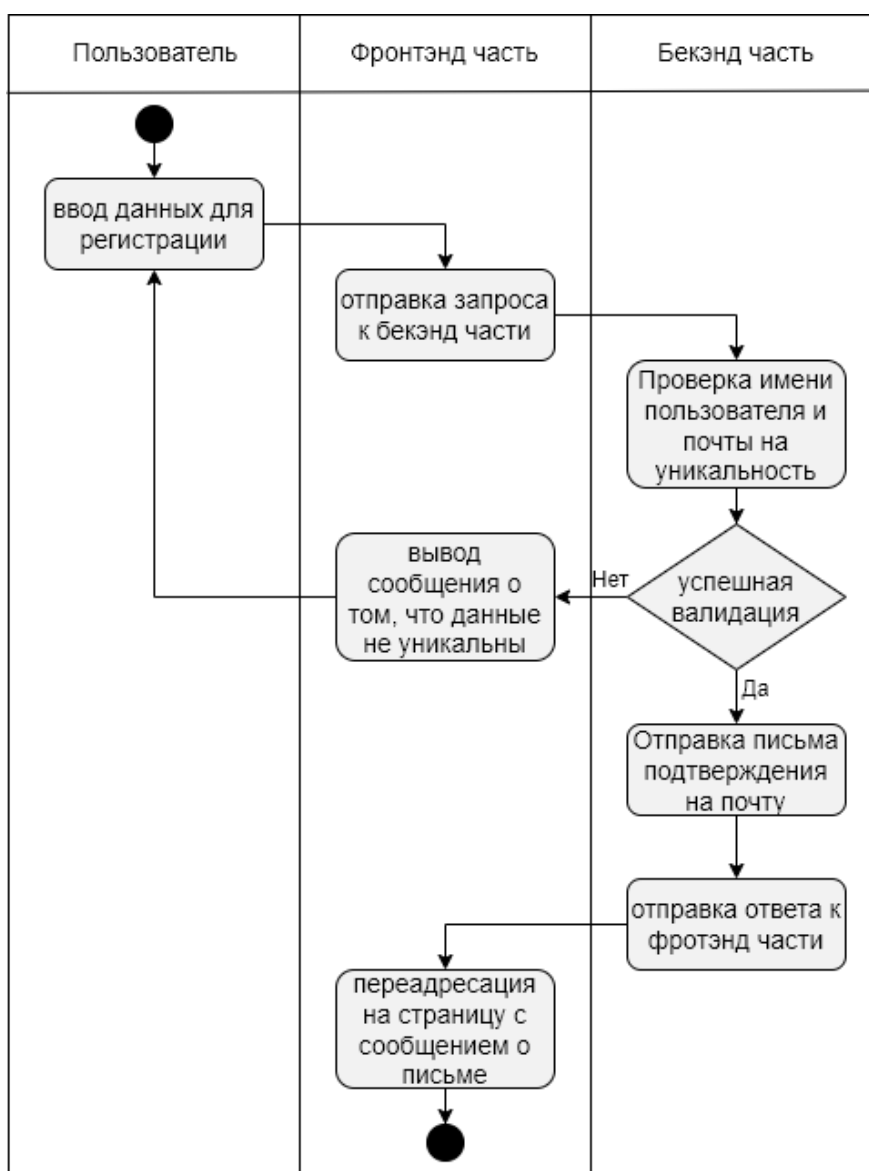 Пользователь
Фронтэнд часть
Бекэнд часть
ввод данных для
регистрации
отправка запроса
к бекэнд части
Проверка имени
пользователя и
почты на
уникальность
успешная
валидация
Нет
вывод
сообщения о
том, что данные
не уникальны
Да
Отправка письма
подтверждения
на почту
отправка ответа к
фротэнд части
переадресация
на страницу с
сообщением о
письме